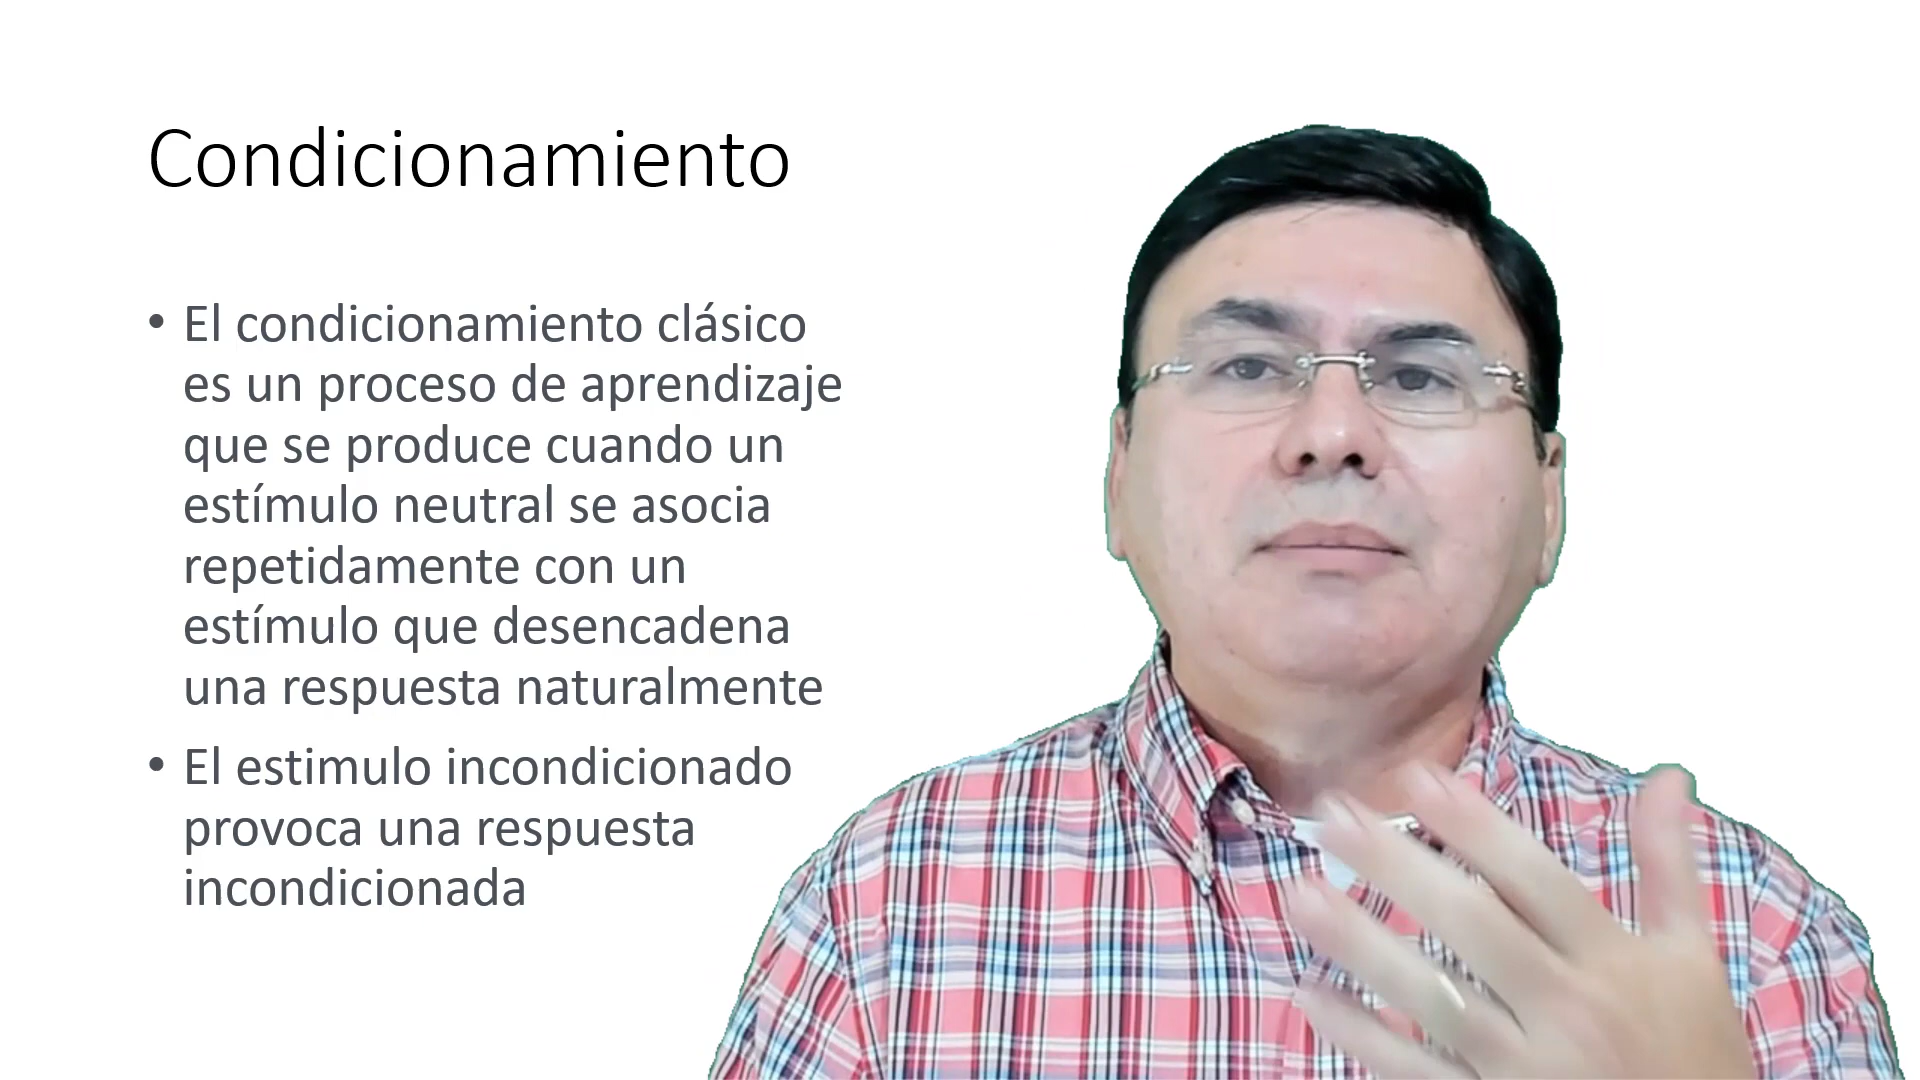 Condicionamiento
• El condicionamiento clásico
es un proceso de aprendizaje
que se produce cuando un
estímulo neutral se asocia
repetidamente con un
estímulo que desencadena
una respuesta naturalmente
• El estimulo incondicionado
provoca una respuesta
incondicionada